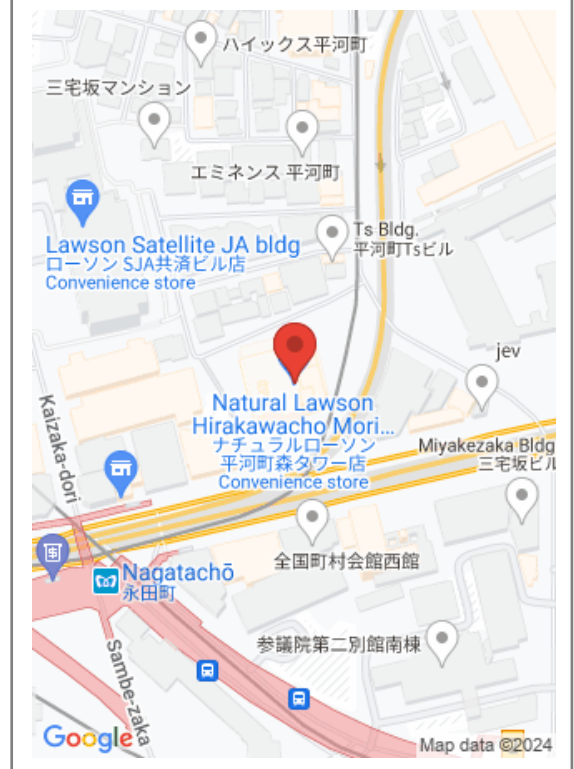 ハイックス平河町
三宅坂マンション
エミネンス 平河町
Ts Bldg.
平河町Tsビル
Lawson Satellite JA bldg
ローソン SJA共済ビル店
Convenience store
jev
Natural Lawson
Hirakawacho Mori...
ナチュラルローソン
平河町森タワー店
Convenience store
Kaizaka-dori
Miyakezaka Bldg
三宅坂ビル
全国町村会館西館
Nagatachō
永田町
参議院第二別館南棟
Sambe-zaka
Google
Map data ©2024